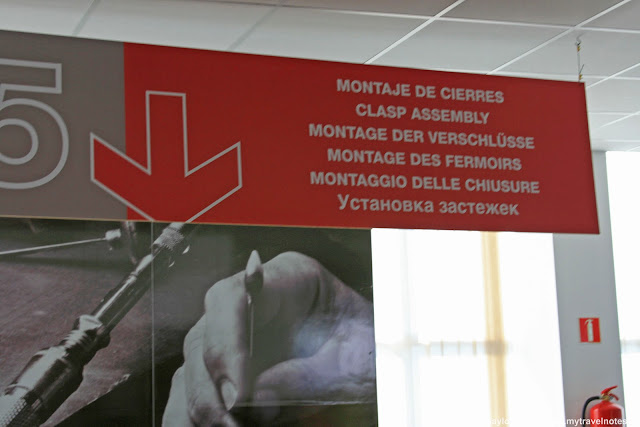 5
MONTAJE DE CIERRES
CLASP ASSEMBLY
MONTAGE DER VERSCHLÜSSE
MONTAGE DES FERMOIRS
MONTAGGIO DELLE CHIUSURE
Установка застежек